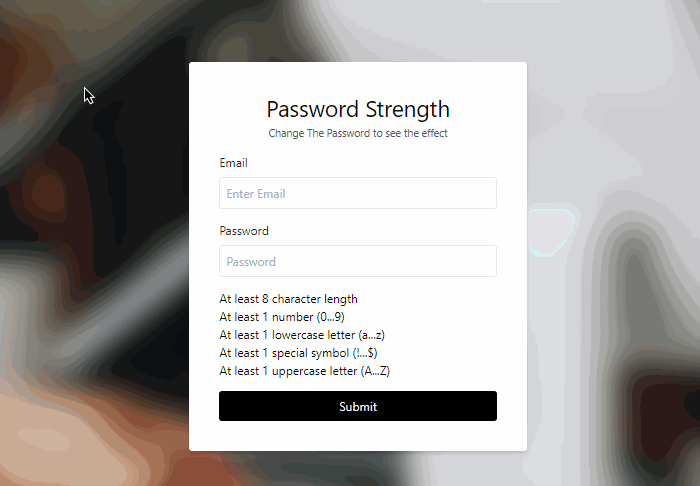 Password Strength
Change The Password to see the effect
Email
Enter Email
Password
Password
At least 8 character length
At least 1 number (0...9)
At least 1 lowercase letter (a...z)
At least 1 special symbol (!...$)
At least 1 uppercase letter (A...Z)
Submit